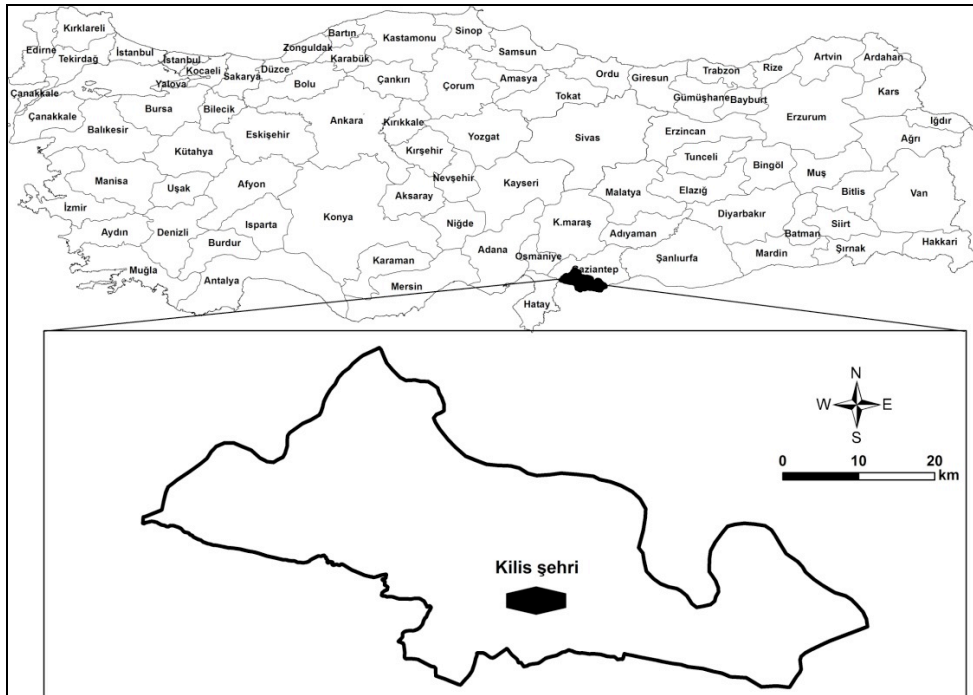 Kırklareli
Edirne
Tekirdağ
İstanbul
İstanbul
Kocaeli
Yalova
Sakarya
Düzce
Zonguldak
Bartın
Karabük
Kastamonu
Sinop
Samsun
Çankırı
Çorum
Amasya
Ordu
Giresun
Trabzon
Rize
Artvin
Ardahan
Kars
Tokat
Gümüşhane
Bayburt
Erzurum
Iğdır
Ağrı
Çanakkale
Çanakkale
Bursa
Bilecik
Bolu
Balıkesir
Eskişehir
Ankara
Kırıkkale
Yozgat
Sivas
Erzincan
Kütahya
Kırşehir
Tunceli
Bingöl
Muş
Manisa
Uşak
Afyon
Nevşehir
Kayseri
Malatya
Elazığ
Bitlis
Van
Aksaray
İzmir
Konya
Isparta
Niğde
K.maraş
Adıyaman
Diyarbakır
Batman
Siirt
Aydın
Denizli
Burdur
Karaman
Adana
Osmaniye
Gaziantep
Şanlıurfa
Mardin
Şırnak
Hakkari
Muğla
Antalya
Mersin
Hatay
N
W E
S
0 10 20
km
Kilis şehri